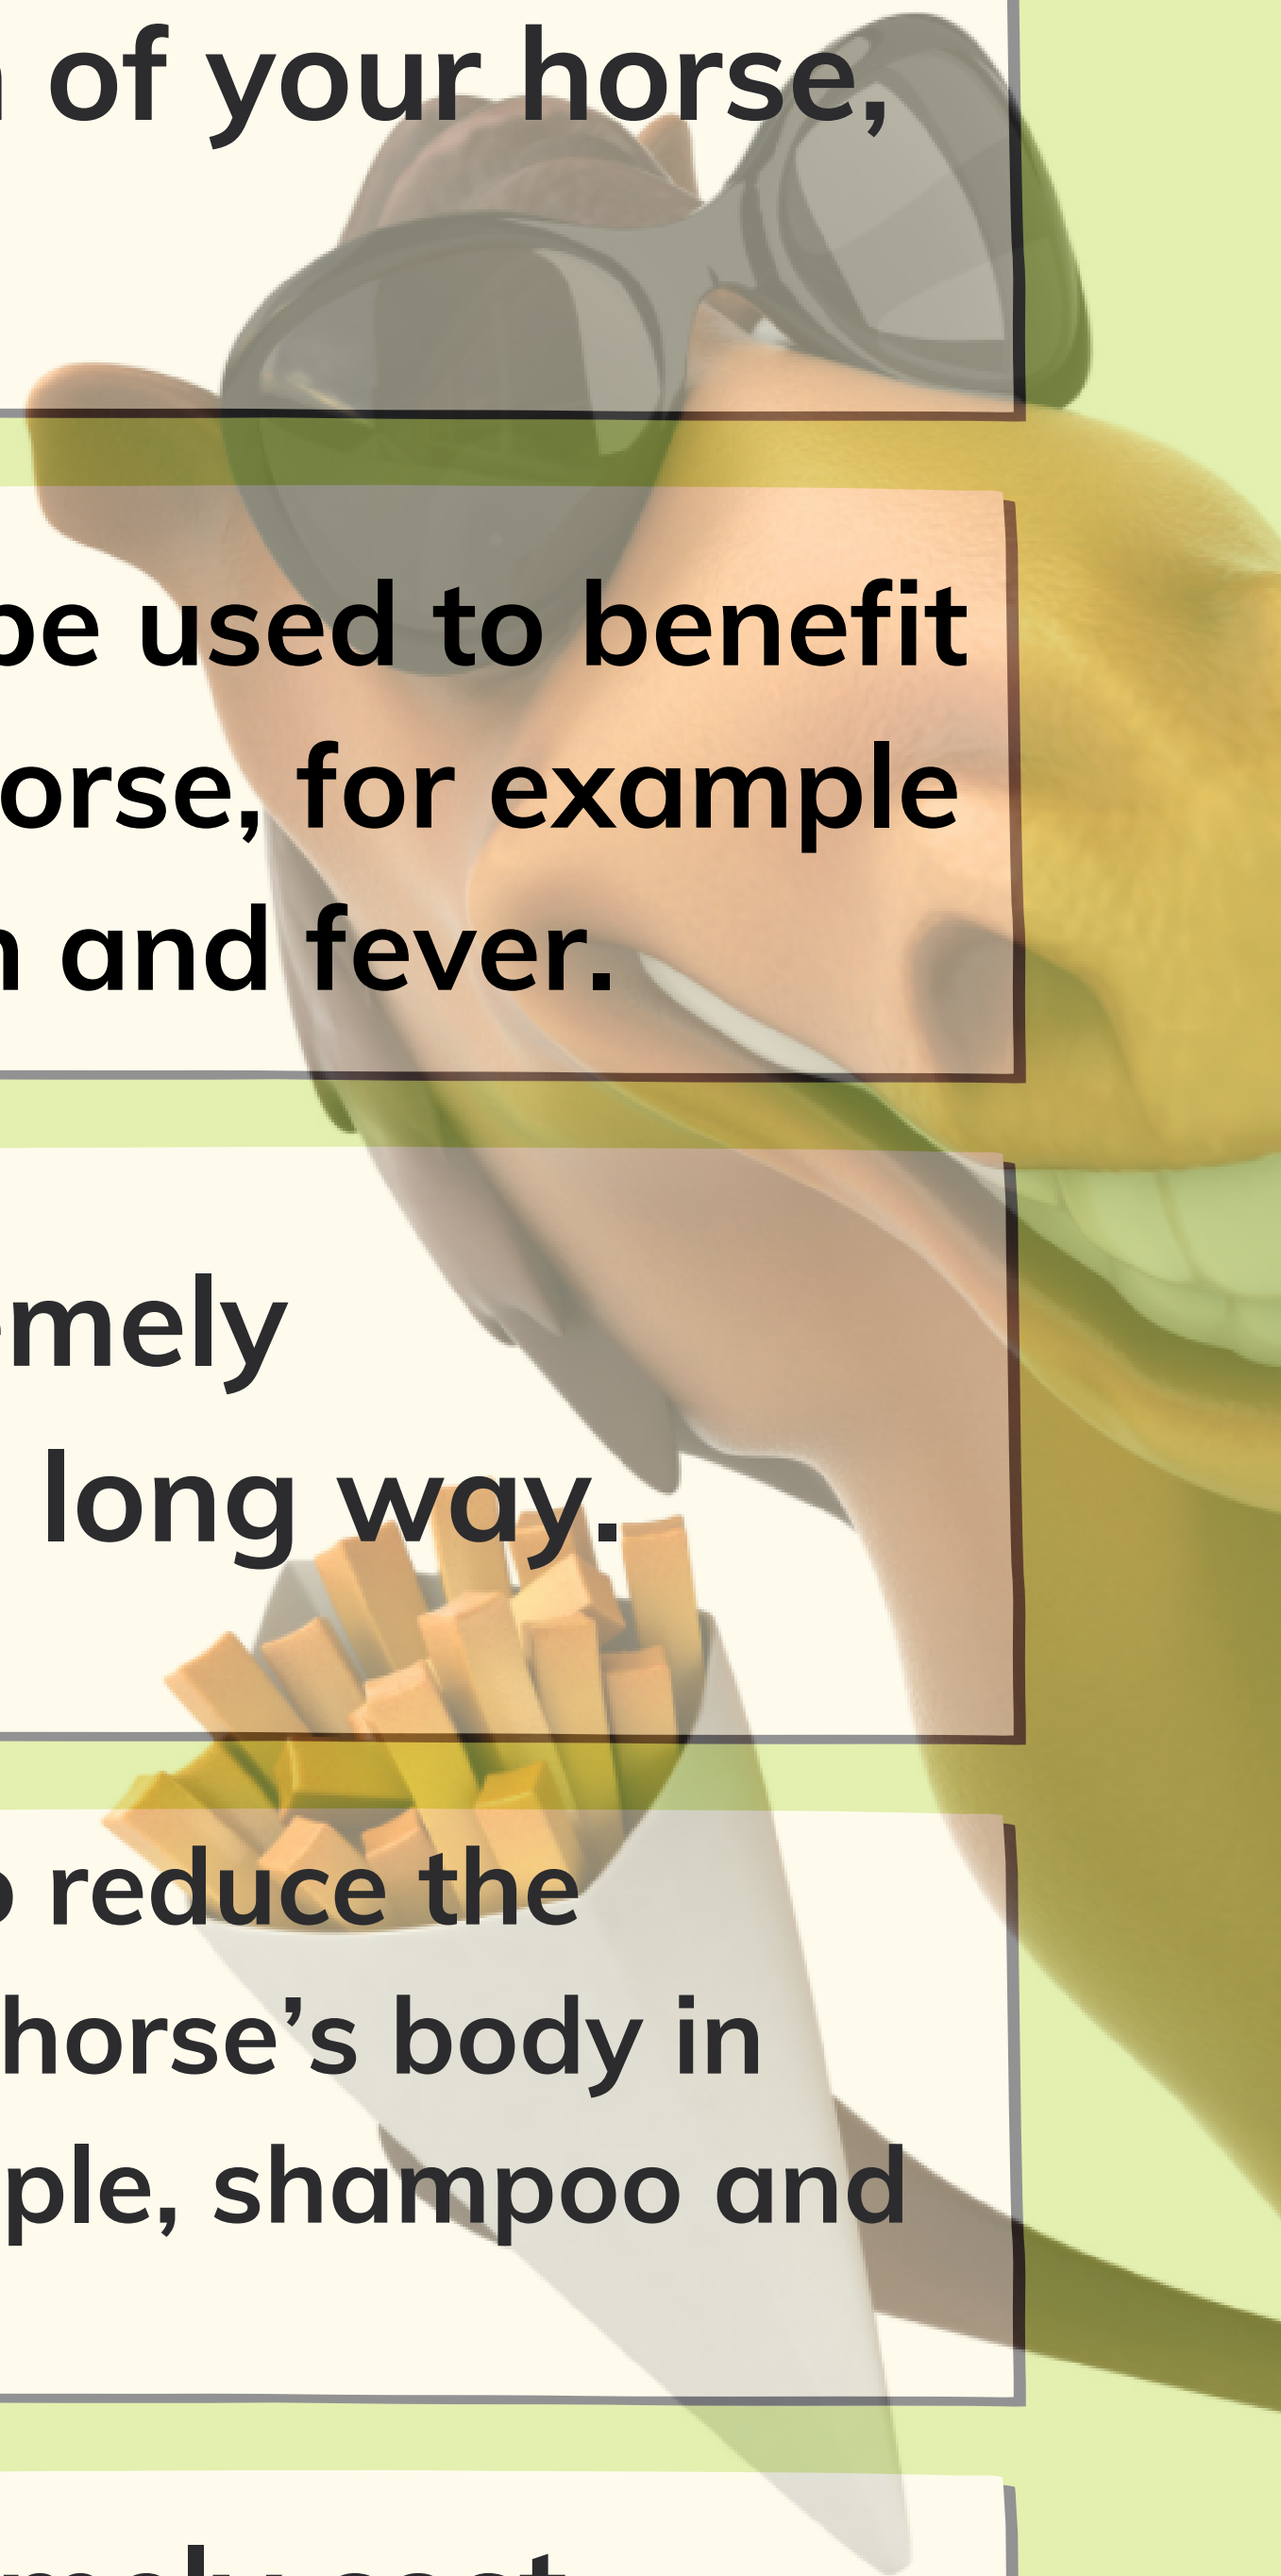 of your horse,
be used to benefit
orse, for example
and fever.
emely
long way.
reduce the
horse’s body in
ple, shampoo and